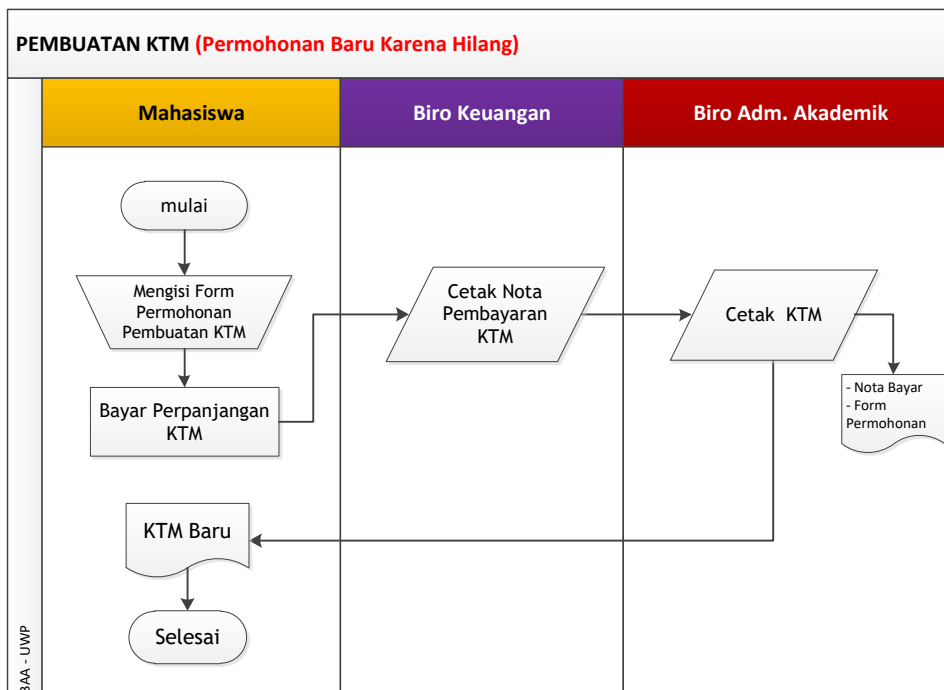 PEMBUATAN KTM (Permohonan Baru Karena Hilang)
Mahasiswa
Biro Keuangan
Biro Adm. Akademik
mulai
Mengisi Form
Permohonan
Pembuatan KTM
Cetak Nota
Pembayaran
KTM
Cetak KTM
Bayar Perpanjangan
KTM
- Nota Bayar
- Form
Permohonan
KTM Baru
Selesai
BAA - UWP